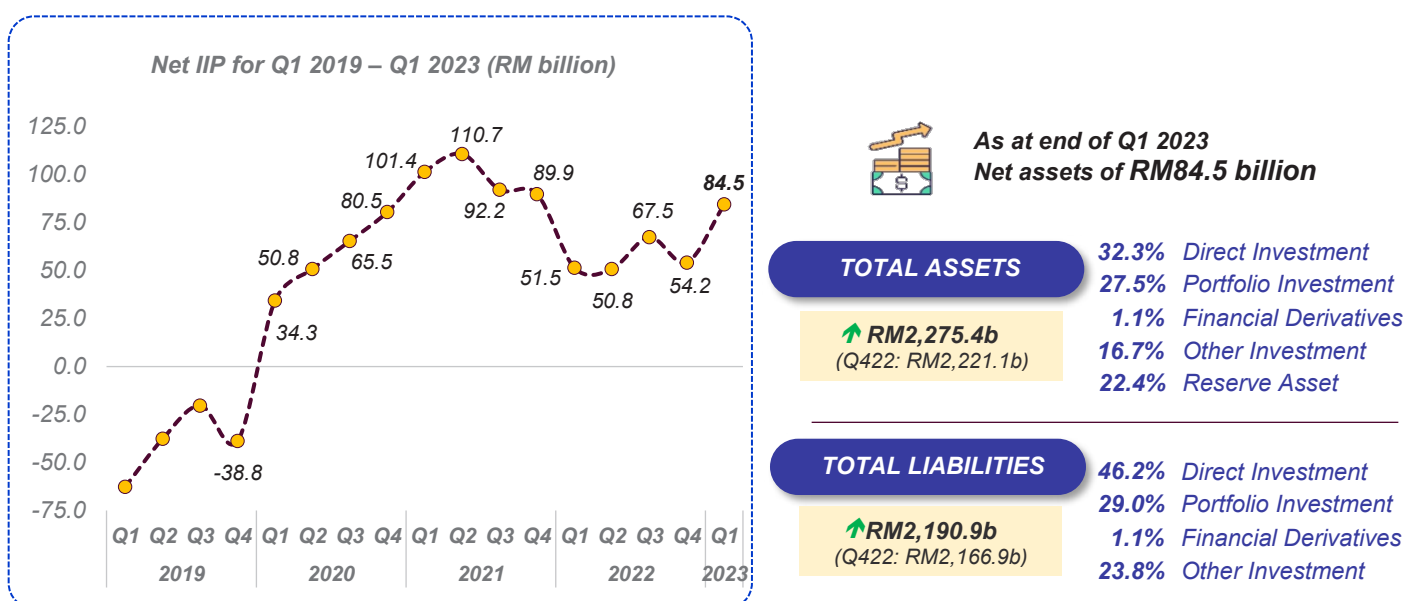 Net IIP for Q1 2019 – Q1 2023 (RM billion)
125.0
100.0
75.0
50.0
25.0
0.0
-25.0
-50.0
-75.0
-38.8
34.3
50.8
65.5
80.5
101.4
110.7
92.2
89.9
51.5
50.8
67.5
54.2
84.5
Q1 Q2 Q3 Q4 Q1 Q2 Q3 Q4 Q1 Q2 Q3 Q4 Q1 Q2 Q3 Q4 Q1
2019 2020 2021 2022 2023
$
As at end of Q1 2023
Net assets of RM84.5 billion
TOTAL ASSETS
RM2,275.4b
(Q422: RM2,221.1b)
32.3% Direct Investment
27.5% Portfolio Investment
1.1% Financial Derivatives
16.7% Other Investment
22.4% Reserve Asset
TOTAL LIABILITIES
RM2,190.9b
(Q422: RM2,166.9b)
46.2% Direct Investment
29.0% Portfolio Investment
1.1% Financial Derivatives
23.8% Other Investment